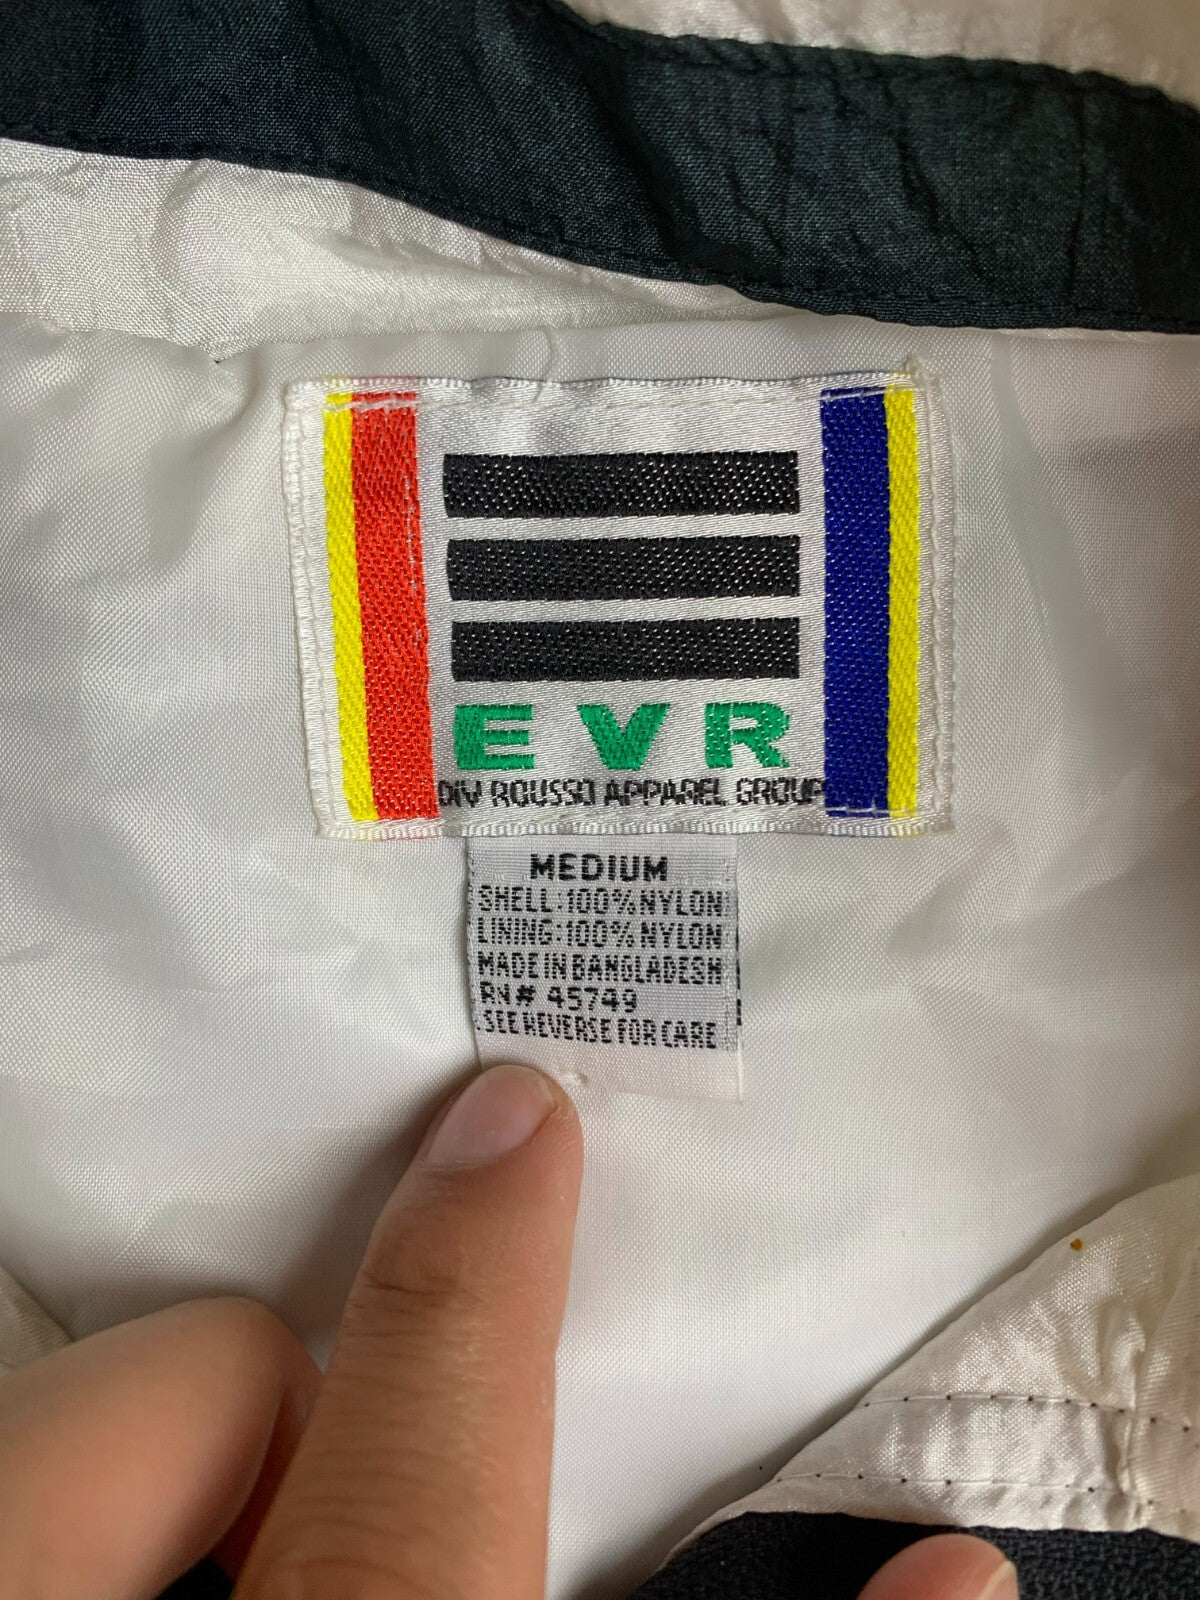 EVR
DIV ROUSSO APPAREL GROUP
MEDIUM
SHELL:100%NYLON
LINING:100%NYLON
MADE IN BANGLADESH
RN# 45749
SEE REVERSE FOR CARE